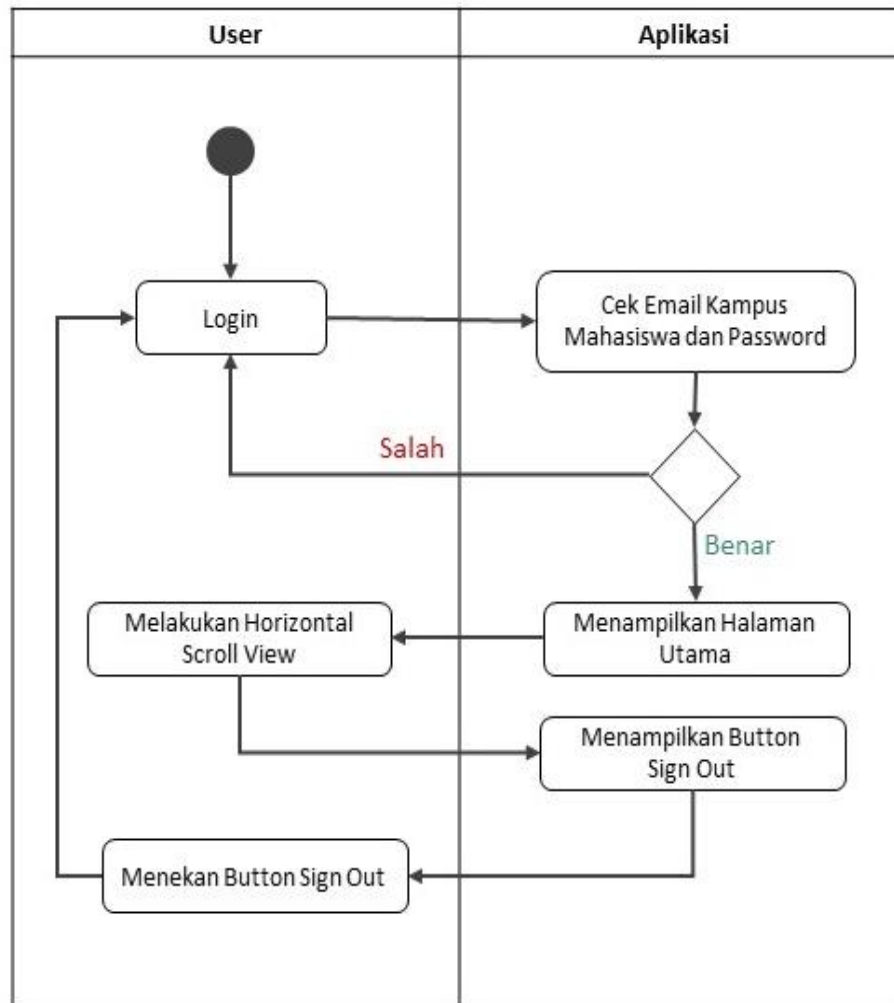 User
Aplikasi
Login
Cek Email Kampus
Mahasiswa dan Password
Salah
Benar
Melakukan Horizontal
Scroll View
Menampilkan Halaman
Utama
Menampilkan Button
Sign Out
Menekan Button Sign Out